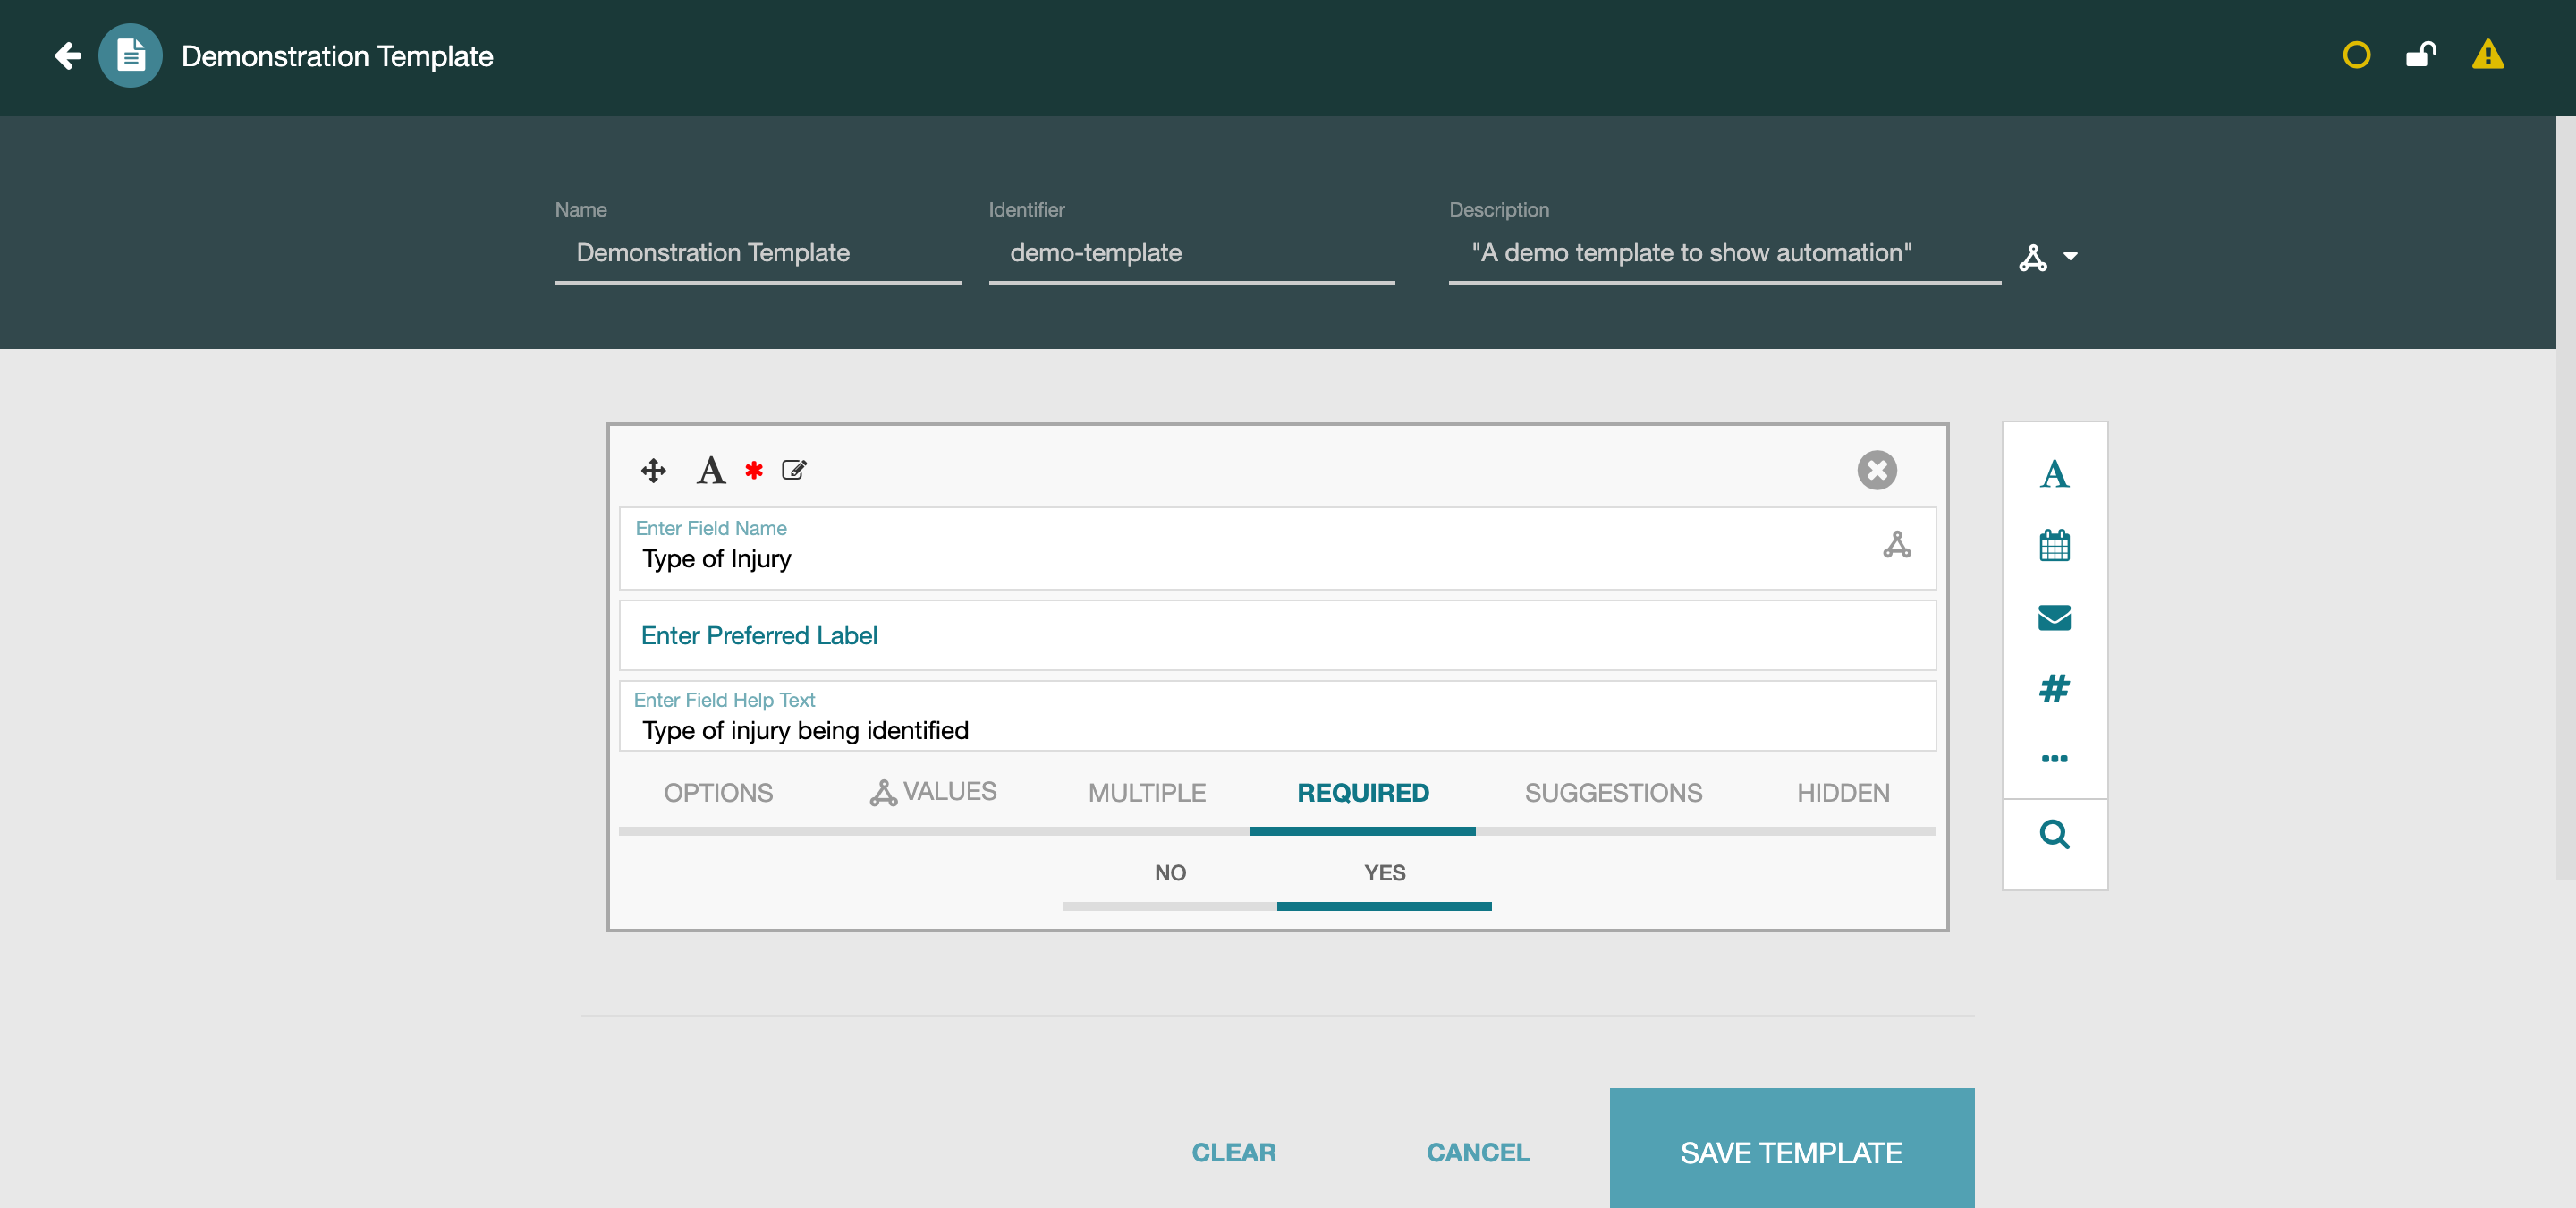 Demonstration Template
Name
Identifier
Description
Demonstration Template
demo-template
"A demo template to show automation"
A
*
Enter Field Name
Type of Injury
Enter Preferred Label
Enter Field Help Text
Type of injury being identified
OPTIONS
VALUES
MULTIPLE
REQUIRED
SUGGESTIONS
HIDDEN
NO
YES
A
#
CLEAR
CANCEL
SAVE TEMPLATE